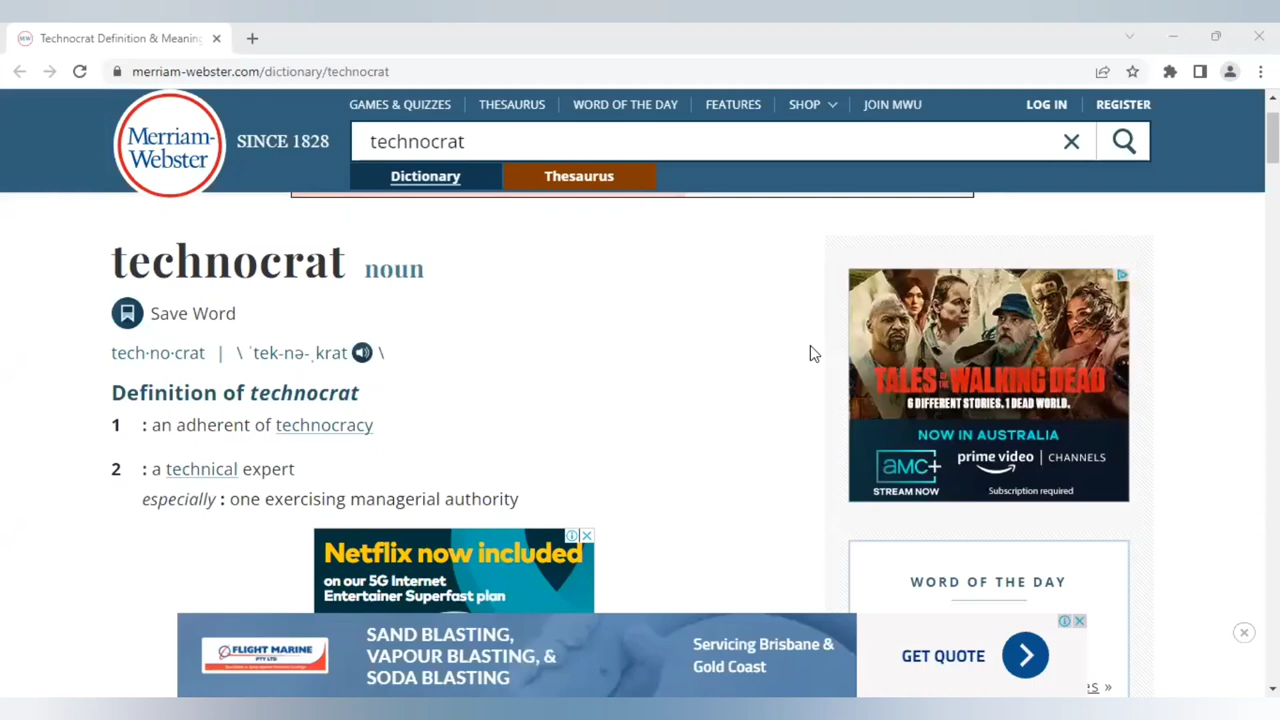 Technocrat Definition & Meaning
merriam-webster.com/dictionary/technocrat
GAMES & QUIZZES THESAURUS WORD OF THE DAY FEATURES SHOP JOIN MWU LOG IN REGISTER
Merriam-
Webster
SINCE 1828
technocrat
Dictionary Thesaurus
technocrat noun
Save Word
tech·no·crat | \ ˈtek-nə-ˌkrat \
Definition of technocrat
1 : an adherent of technocracy
2 : a technical expert
especially : one exercising managerial authority
TALES OF THE WALKING DEAD
6 DIFFERENT STORIES. 1 DEAD WORLD.
NOW IN AUSTRALIA
amc+
STREAM NOW
prime video | CHANNELS
Subscription required
Netflix now included
on our 5G Internet
Entertainer Superfast plan
WORD OF THE DAY
FLIGHT MARINE
PTY LTD
SAND BLASTING,
VAPOUR BLASTING, &
SODA BLASTING
Servicing Brisbane &
Gold Coast
GET QUOTE
es »